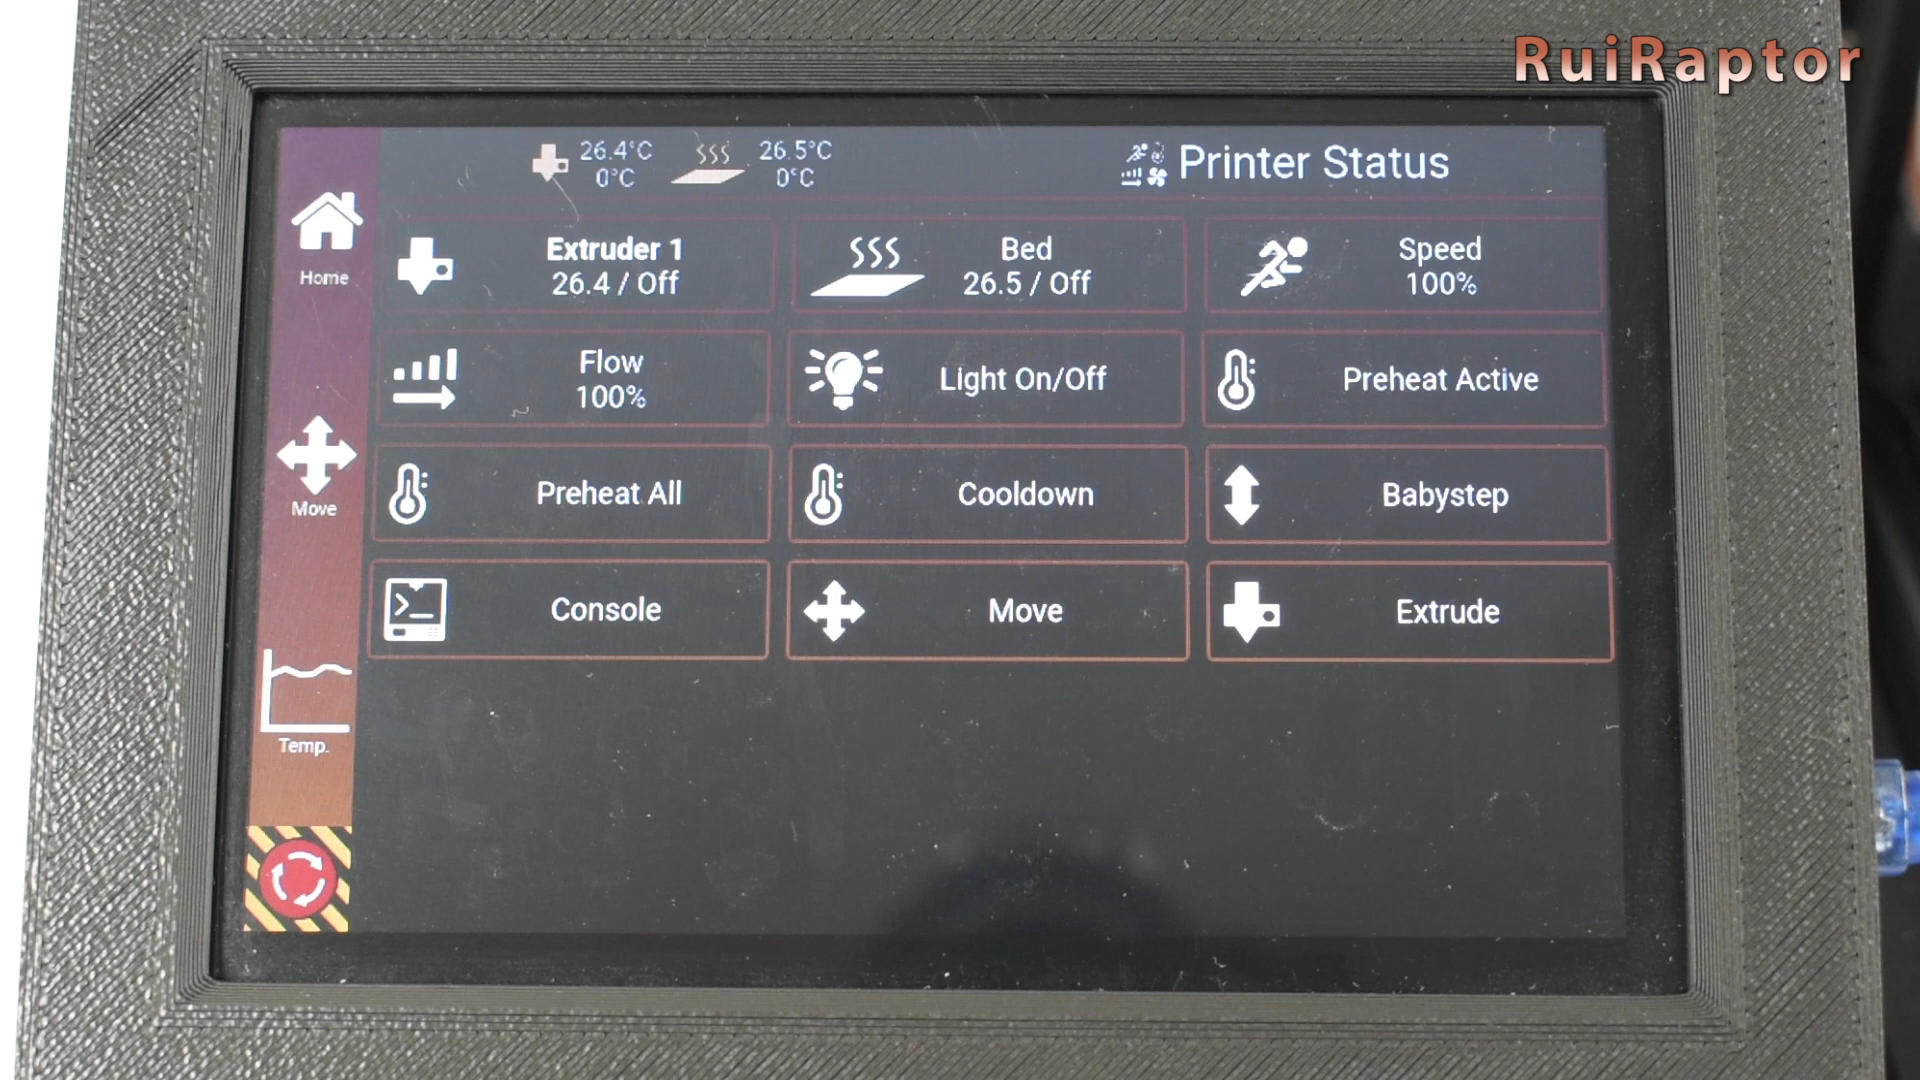 RuiRaptor
26.4°C
0°C
26.5°C
0°C
Printer Status
Home
Extruder 1
26.4 / Off
Bed
26.5 / Off
Speed
100%
Flow
100%
Light On/Off
Preheat Active
Move
Preheat All
Cooldown
Babystep
Console
Move
Extrude
Temp.